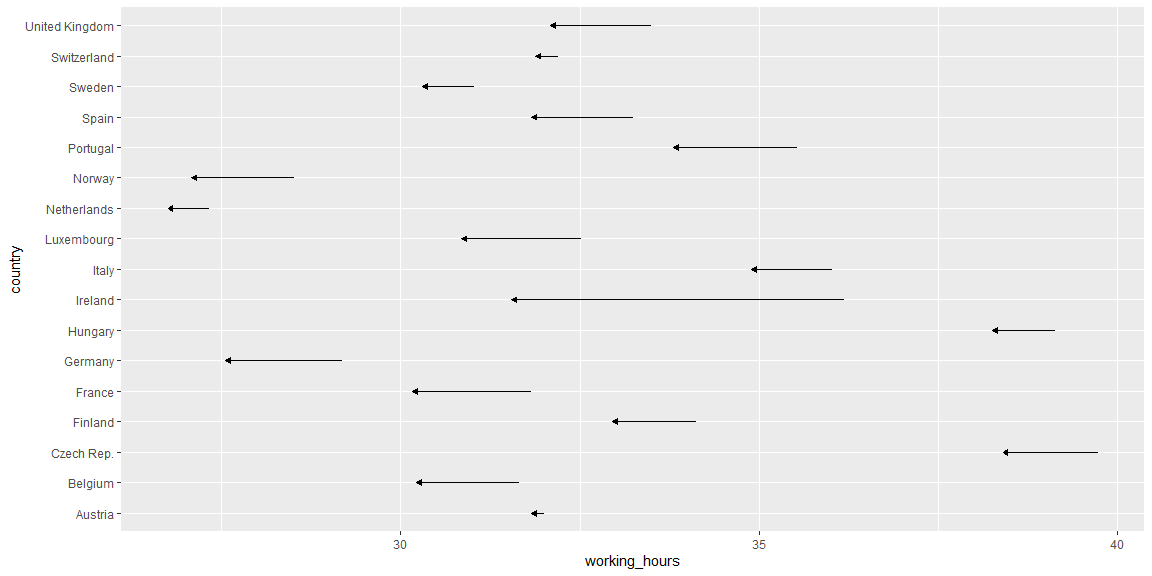 United Kingdom
Switzerland
Sweden
Spain
Portugal
Norway
Netherlands
Luxembourg
Italy
Ireland
Hungary
Germany
France
Finland
Czech Rep.
Belgium
Austria
country
30 35 40
working_hours